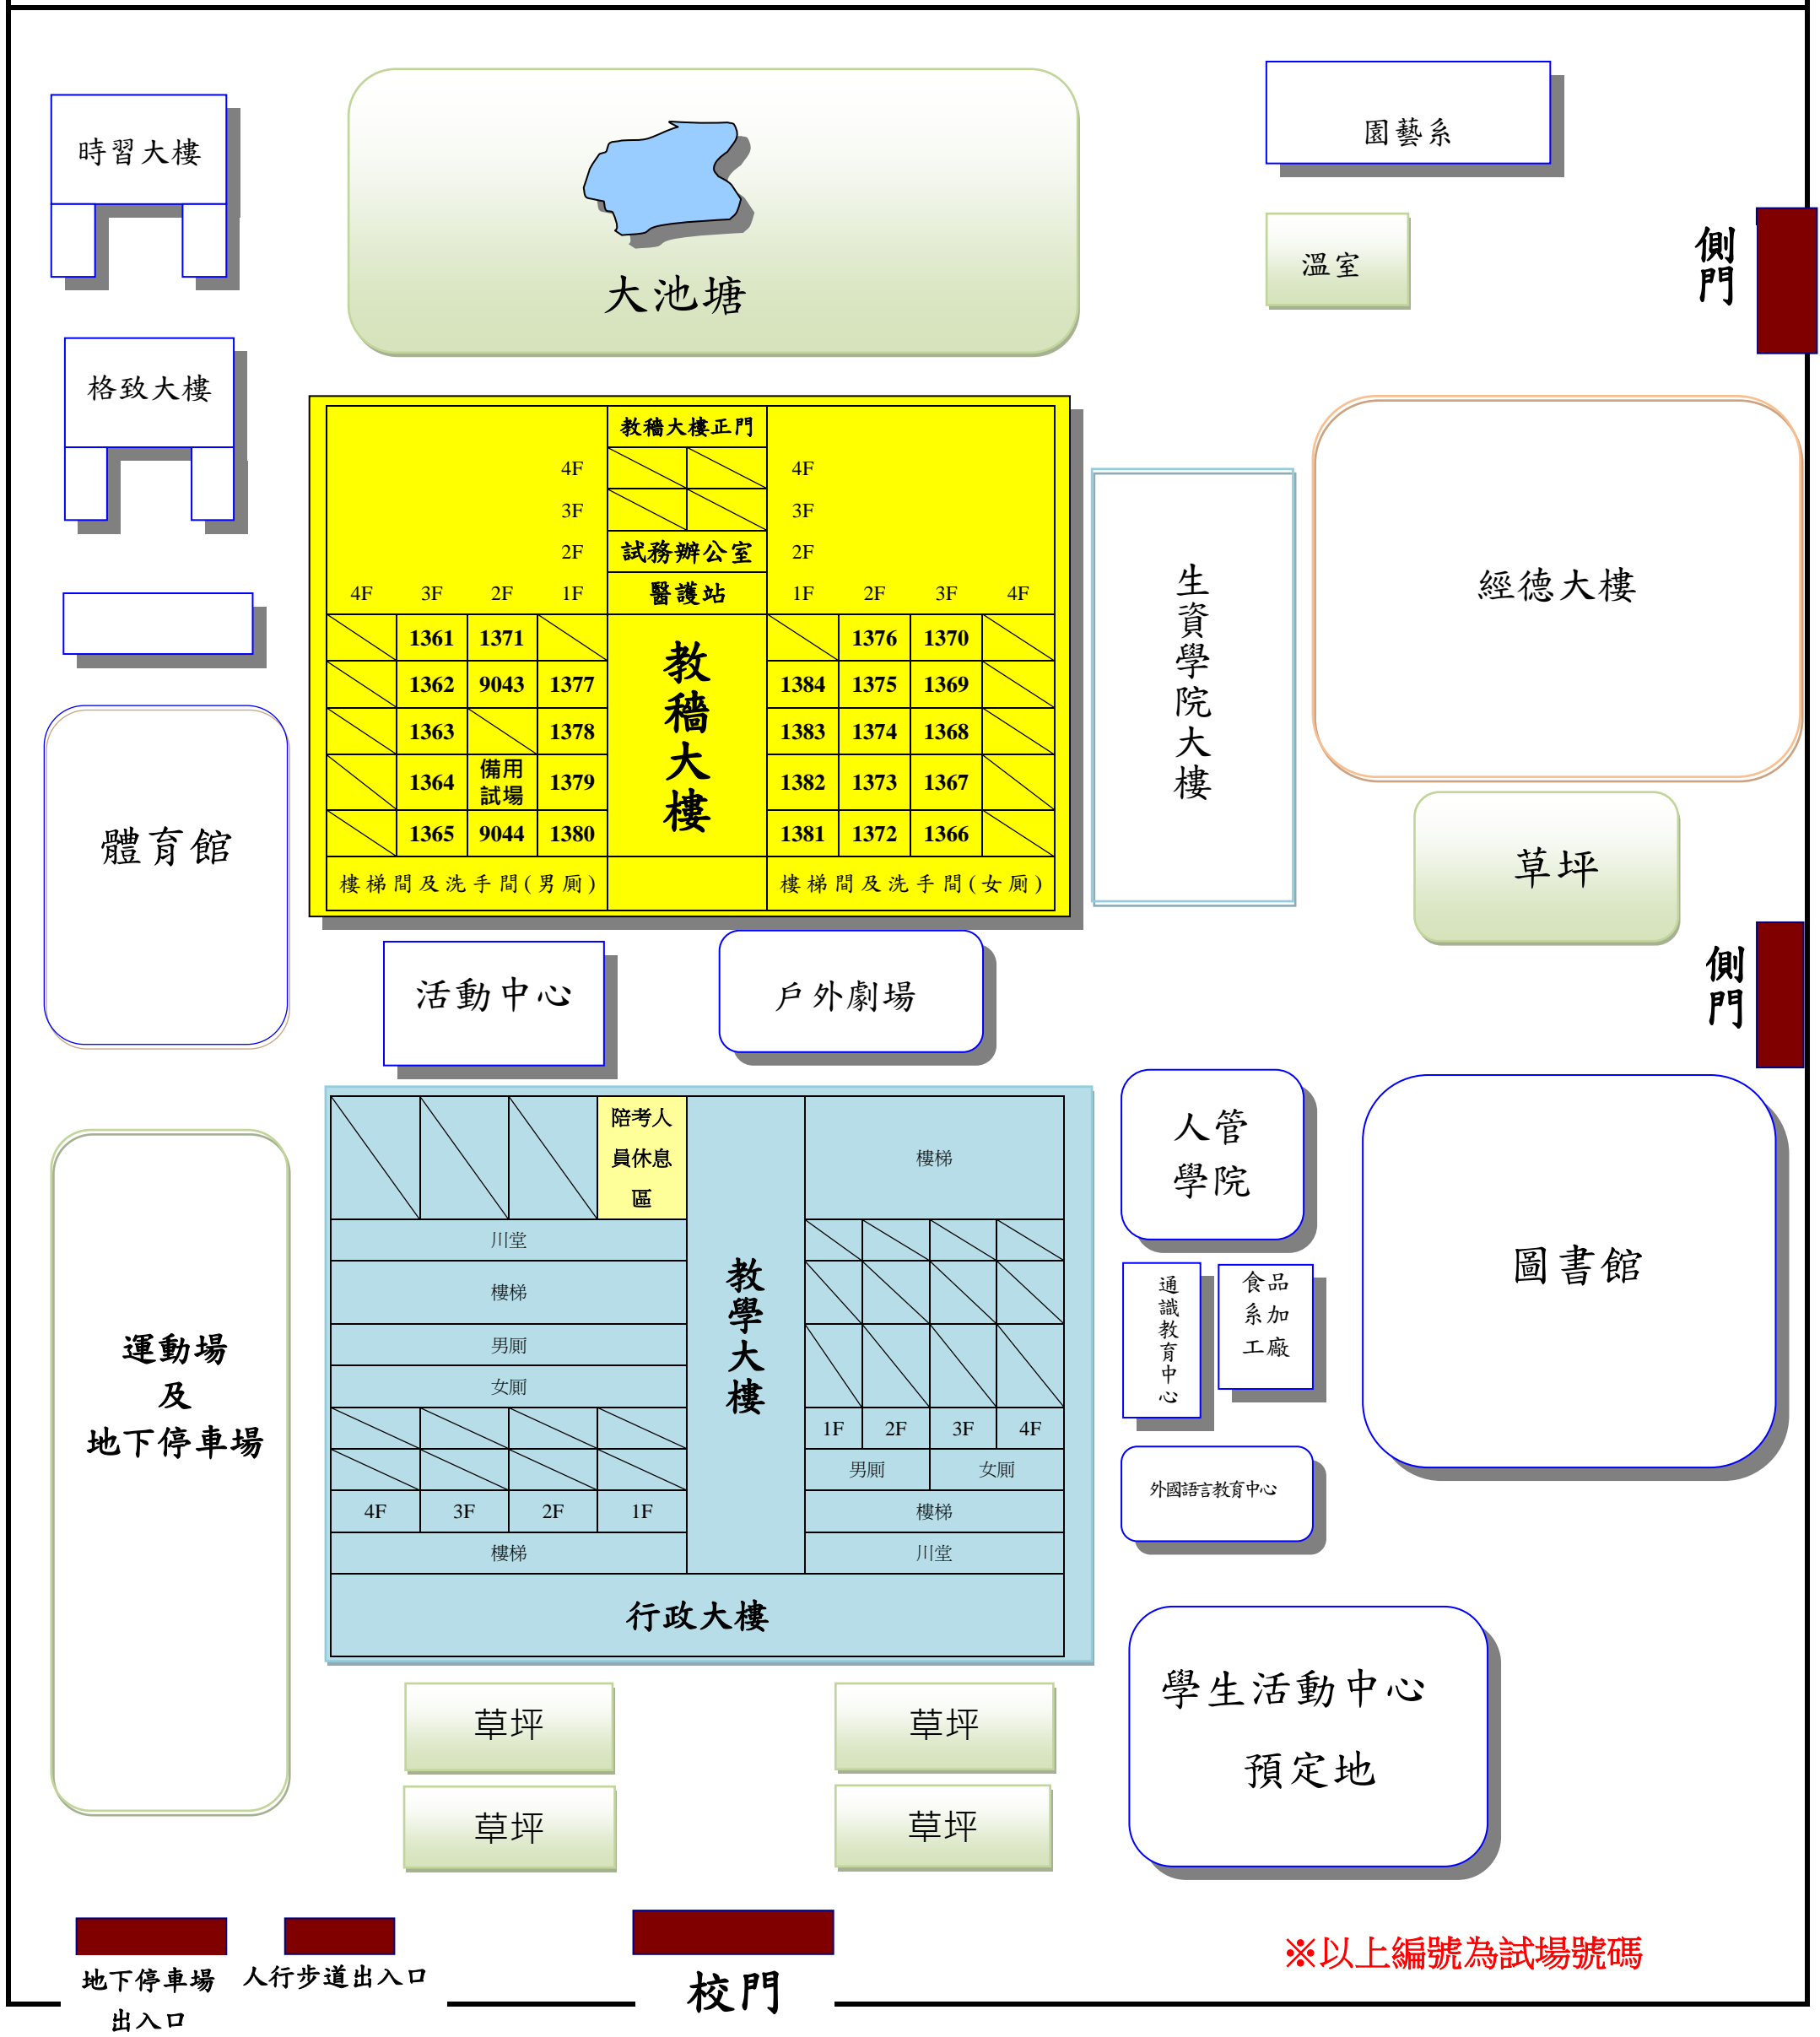 園藝系
時習大樓
側門
溫室
大池塘
格致大樓
教穡大樓正門
4F 4F
3F 3F
2F 試務辦公室 2F
4F 3F 2F 1F 醫護站 1F 2F 3F 4F
1361 1371 1376 1370
1362 9043 1377 1384 1375 1369
1363 1378 1383 1374 1368
1364 備用試場 1379 1382 1373 1367
1365 9044 1380 1381 1372 1366
教穡大樓
樓梯間及洗手間(男厠) 樓梯間及洗手間(女厠)
生資學院大樓
經德大樓
體育館
草坪
側門
活動中心
戶外劇場
陪考人
員休息
區
樓梯
川堂
樓梯
男厠
女厠
教學大樓
1F 2F 3F 4F
男厠 女厠
4F 3F 2F 1F 樓梯
樓梯 川堂
行政大樓
人管
學院
通識教育中心
食品
系加
工廠
圖書館
外國語言教育中心
運動場
及
地下停車場
學生活動中心
預定地
草坪 草坪
草坪 草坪
※以上編號為試場號碼
地下停車場
出入口
人行步道出入口
校門